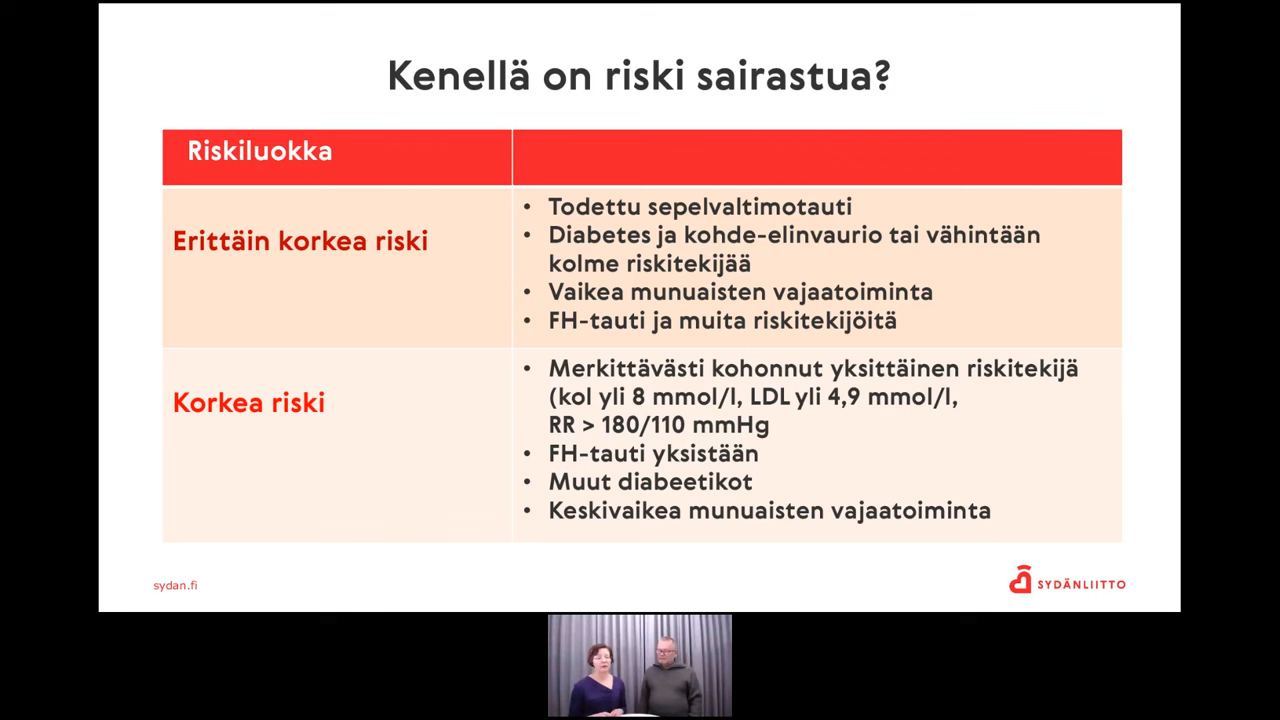 Kenellä on riski sairastua?
Riskiluokka
Erittäin korkea riski
• Todettu sepelvaltimotauti
• Diabetes ja kohde-elinvaurio tai vähintään
kolme riskitekijää
• Vaikea munuaisten vajaatoiminta
• FH-tauti ja muita riskitekijöitä
Korkea riski
• Merkittävästi kohonnut yksittäinen riskitekijä
(kol yli 8 mmol/l, LDL yli 4,9 mmol/l,
RR > 180/110 mmHg
• FH-tauti yksistään
• Muut diabeetikot
• Keskivaikea munuaisten vajaatoiminta
sydan.fi
SYDÄNLIITTO